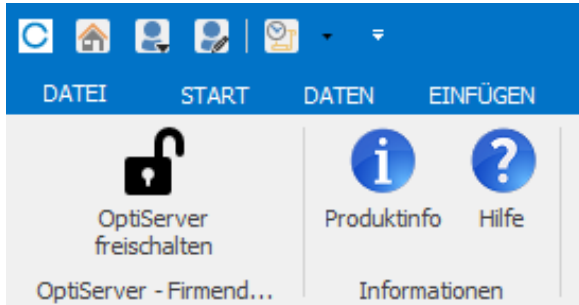 DATEI START DATEN EINFÜGEN
OptiServer
freischalten
Produktinfo Hilfe
OptiServer - Firmend... Informationen